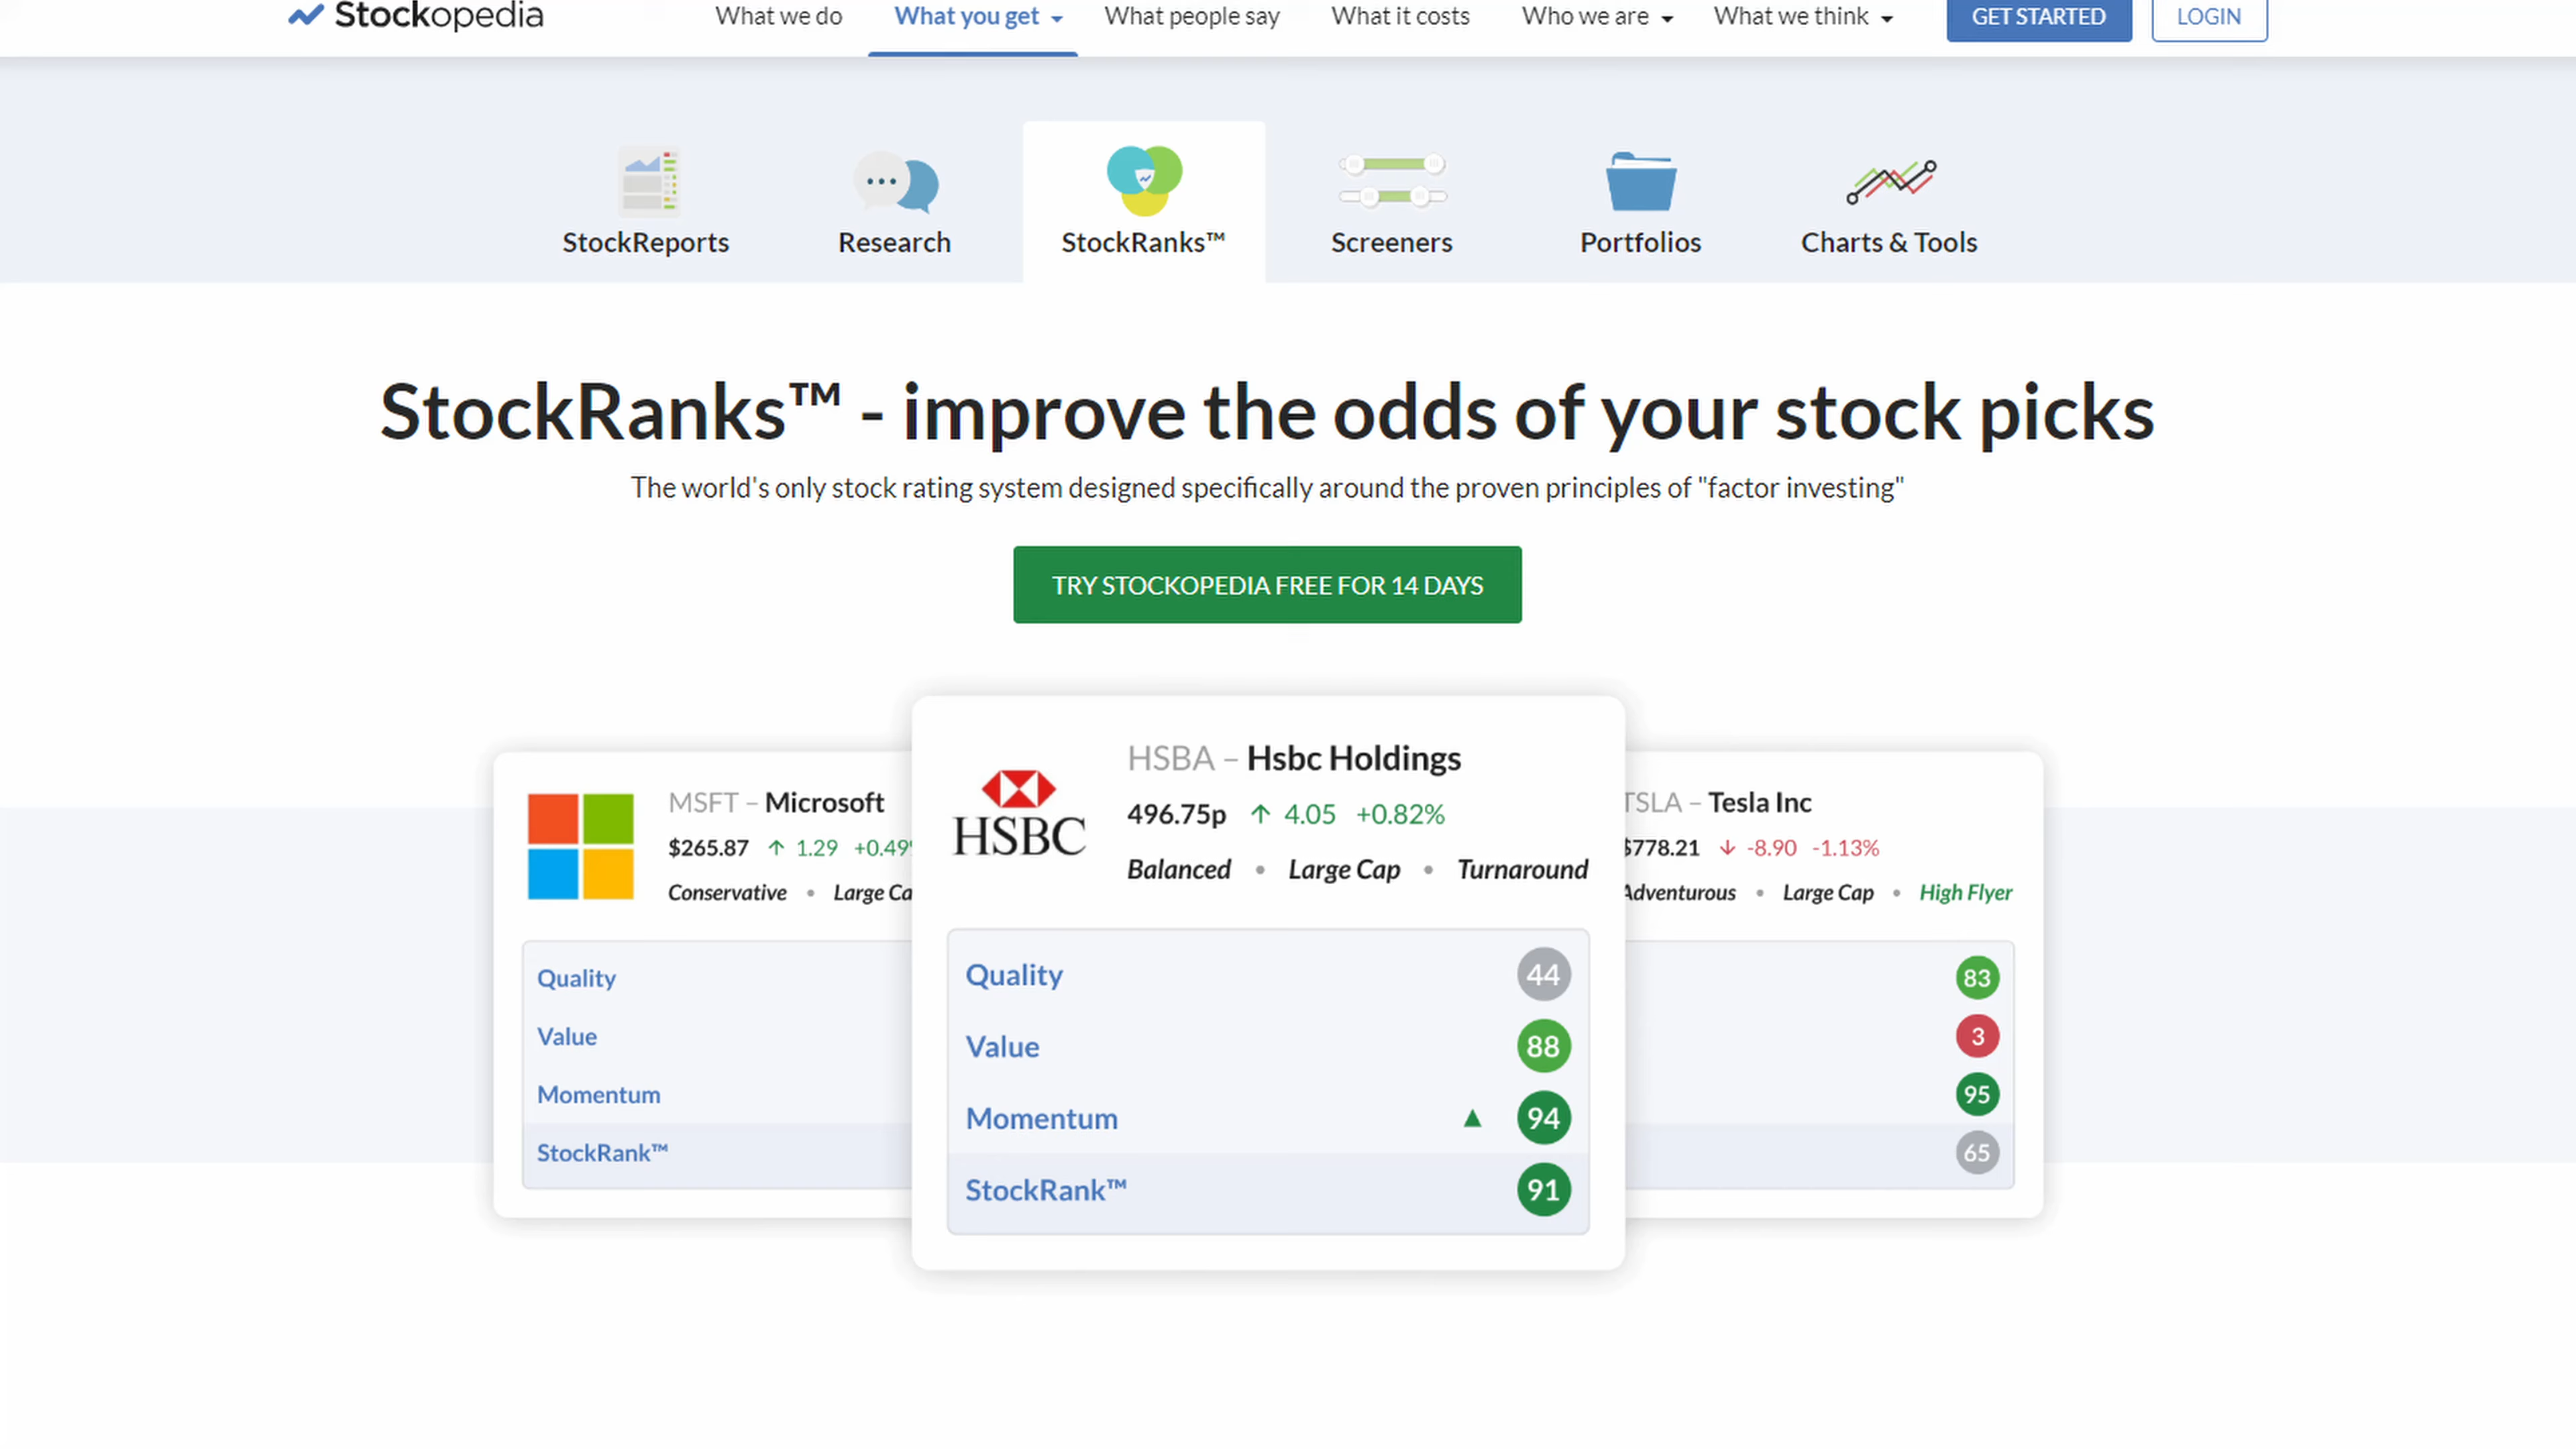 Stockopedia
What we do
What you get
What people say
What it costs
Who we are
What we think
GET STARTED
LOGIN
StockReports
Research
StockRanks™
Screeners
Portfolios
Charts & Tools
StockRanks™ - improve the odds of your stock picks
The world's only stock rating system designed specifically around the proven principles of "factor investing"
TRY STOCKOPEDIA FREE FOR 14 DAYS
MSFT – Microsoft
$265.87 ↑ 1.29 +0.49
Conservative • Large Ca
Quality
Value
Momentum
StockRank™
HSBC
HSBA – Hsbc Holdings
496.75p ↑ 4.05 +0.82%
Balanced • Large Cap • Turnaround
Quality 44
Value 88
Momentum ▲ 94
StockRank™ 91
TSLA – Tesla Inc
$778.21 ↓ -8.90 -1.13%
Adventurous • Large Cap • High Flyer
83
3
95
65